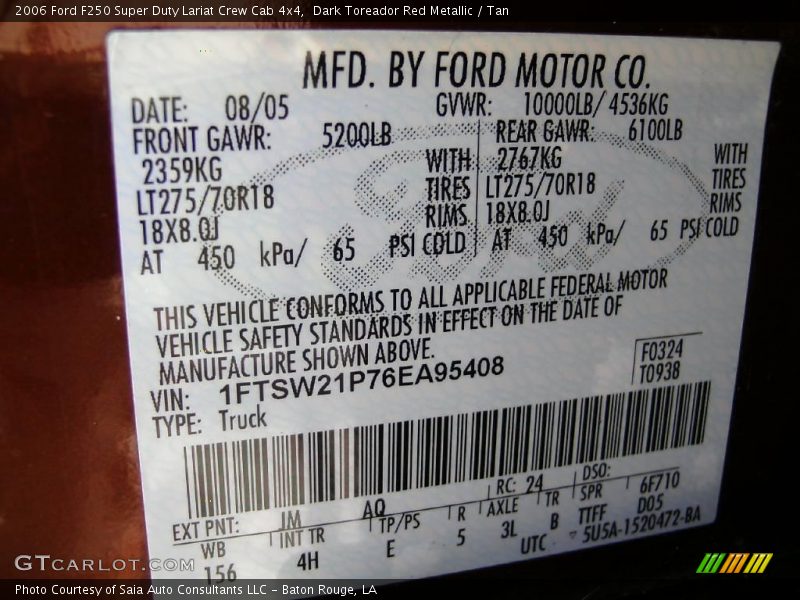 2006 Ford F250 Super Duty Lariat Crew Cab 4x4, Dark Toreador Red Metallic / Tan
MFD. BY FORD MOTOR CO.
DATE: 08/05 GVWR: 10000LB/ 4536KG
FRONT GAWR: 5200LB REAR GAWR: 6100LB
2359KG WITH 2767KG WITH
LT275/70R18 TIRES LT275/70R18 TIRES
18X8.0J RIMS 18X8.0J RIMS
AT 450 kPa/ 65 PSI COLD AT 450 kPa/ 65 PSI COLD
Ford
THIS VEHICLE CONFORMS TO ALL APPLICABLE FEDERAL MOTOR
VEHICLE SAFETY STANDARDS IN EFFECT ON THE DATE OF
MANUFACTURE SHOWN ABOVE.
VIN: 1FTSW21P76EA95408
F0324
T0938
TYPE: Truck
EXT PNT: JM AQ RC: 24 DSO:
WB INT TR TP/PS R AXLE TR SPR 6F710
156 4H E 5 3L B TTFF D05
UTC 5U5A-1520472-BA
GTCARLOT.COM
Photo Courtesy of Saia Auto Consultants LLC - Baton Rouge, LA